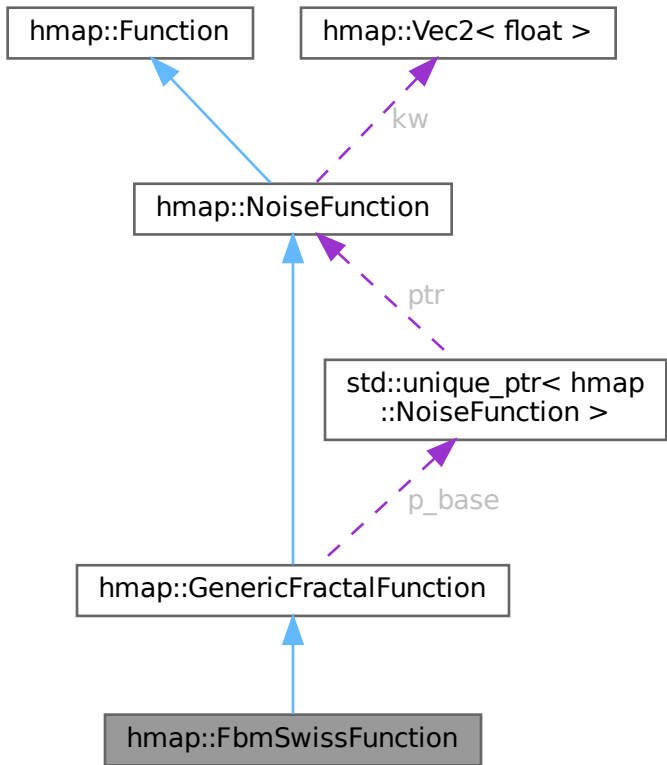 hmap::Function
hmap::Vec2< float >
kw
hmap::NoiseFunction
ptr
std::unique_ptr< hmap
::NoiseFunction >
p_base
hmap::GenericFractalFunction
hmap::FbmSwissFunction